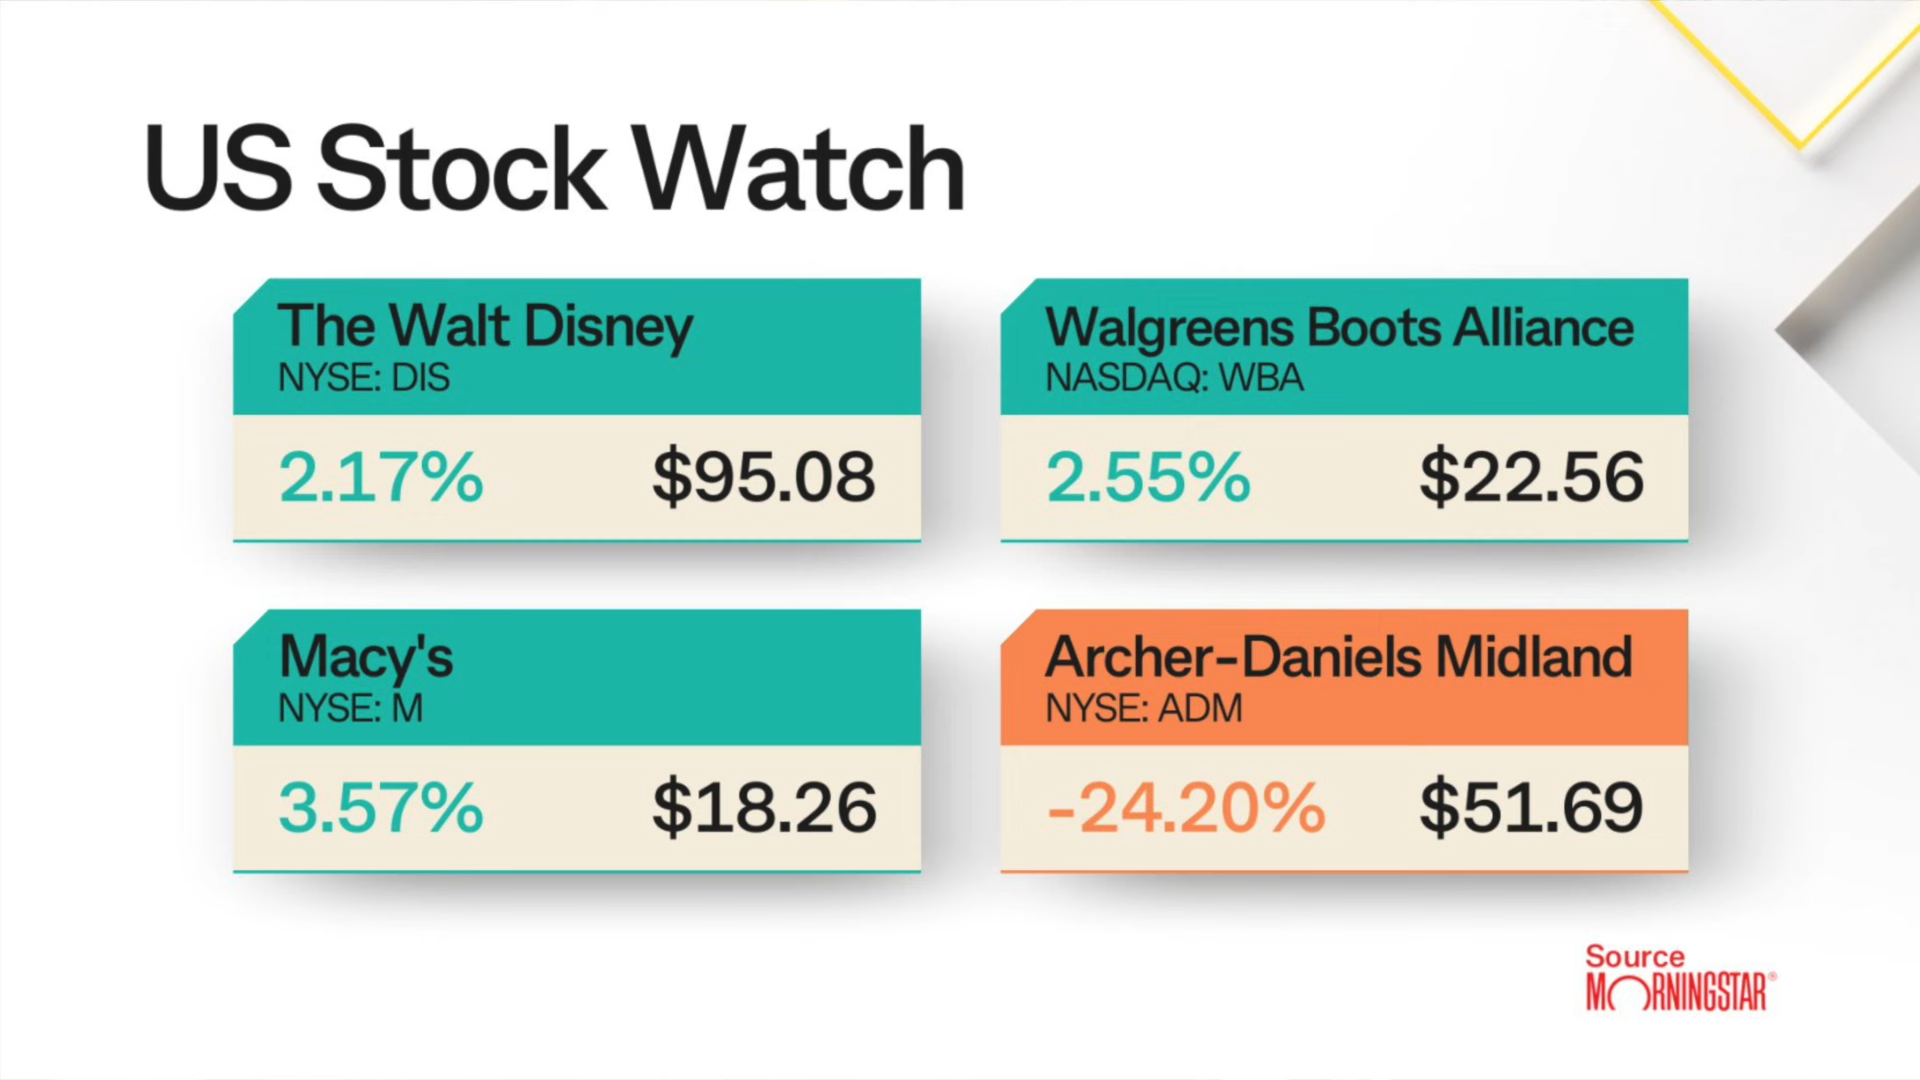 US Stock Watch
The Walt Disney
NYSE: DIS
2.17% $95.08
Walgreens Boots Alliance
NASDAQ: WBA
2.55% $22.56
Macy's
NYSE: M
3.57% $18.26
Archer-Daniels Midland
NYSE: ADM
-24.20% $51.69
Source
MORNINGSTAR®